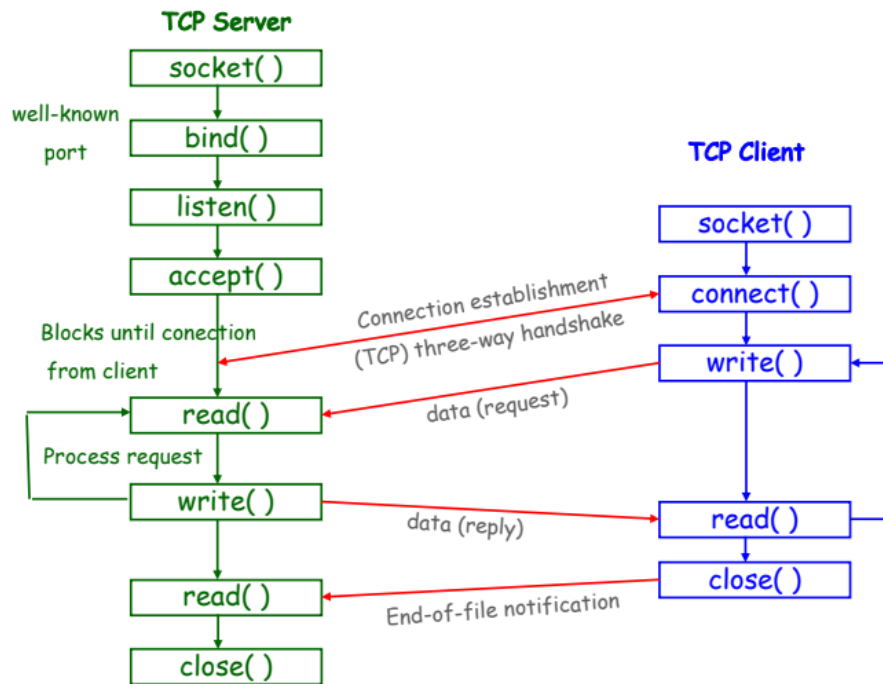 TCP Server
socket( )
well-known
port
bind( )
listen( )
accept( )
Blocks until conection
from client
read( )
Process request
write( )
read( )
close( )
Connection establishment
(TCP) three-way handshake
data (request)
data (reply)
End-of-file notification
TCP Client
socket( )
connect( )
write( )
read( )
close( )